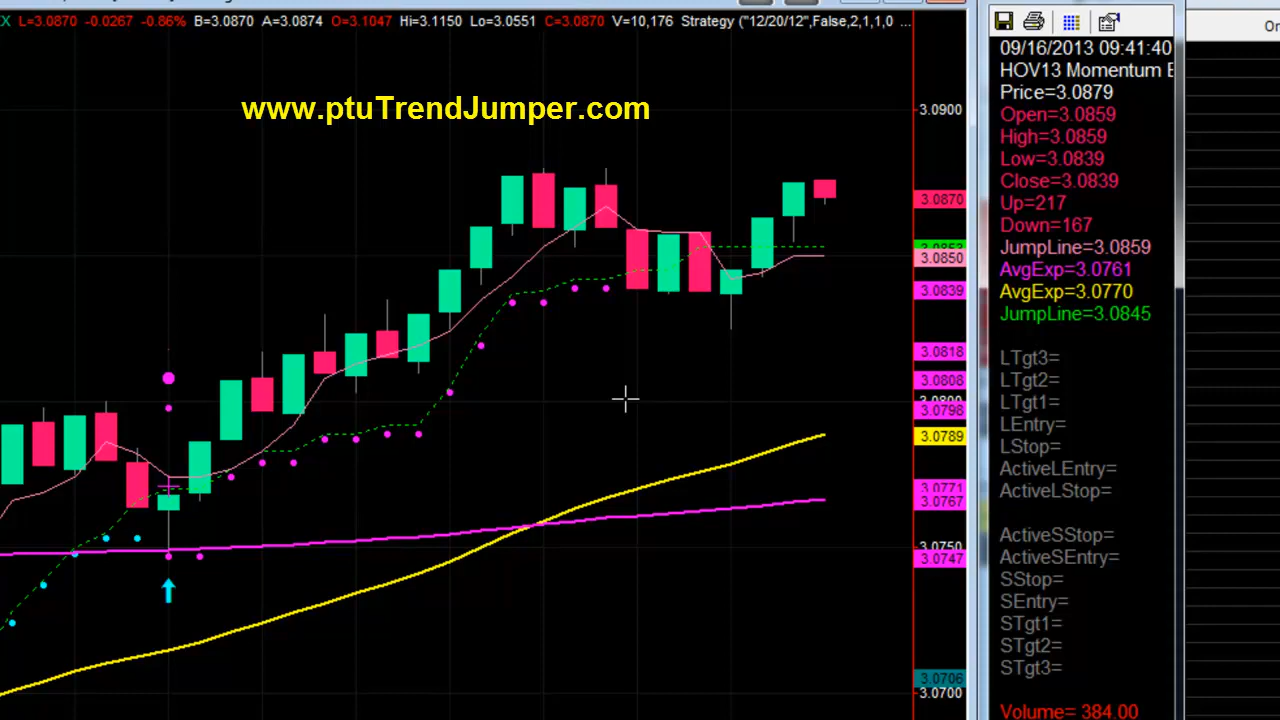 X L=3.0870 -0.0267 -0.86% B=3.0870 A=3.0874 O=3.1047 Hi=3.1150 Lo=3.0551 C=3.0870 V=10,176 Strategy ("12/20/12",False,2,1,1,0 ...
www.ptuTrendJumper.com
3.0900
3.0870
3.0853
3.0850
3.0839
3.0818
3.0808
3.0800
3.0798
3.0789
3.0771
3.0767
3.0750
3.0747
3.0706
3.0700
09/16/2013 09:41:40
HOV13 Momentum
Price=3.0879
Open=3.0859
High=3.0859
Low=3.0839
Close=3.0839
Up=217
Down=167
JumpLine=3.0859
AvgExp=3.0761
AvgExp=3.0770
JumpLine=3.0845
LTgt3=
LTgt2=
LTgt1=
LEntry=
LStop=
ActiveLEntry=
ActiveLStop=
ActiveSStop=
ActiveSEntry=
SStop=
SEntry=
STgt1=
STgt2=
STgt3=
Volume= 384.00